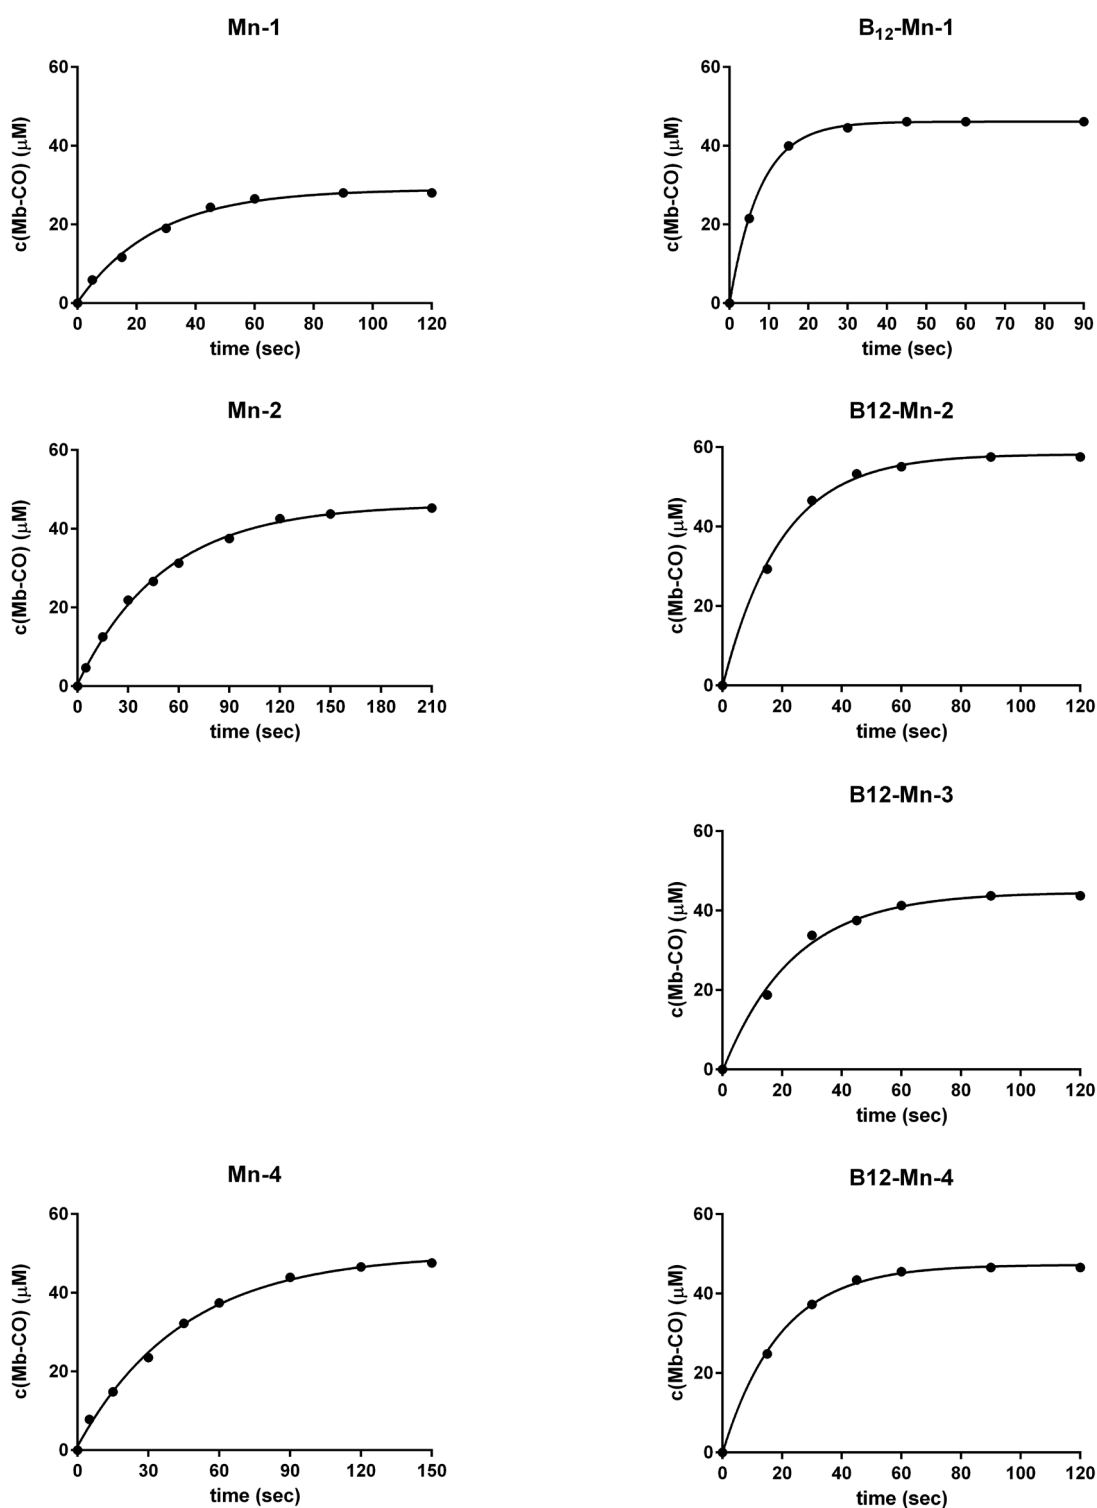 Mn-1
60
40
20
0
c(Mb-CO) (μM)
0 20 40 60 80 100 120
time (sec)
B₁₂-Mn-1
60
40
20
0
c(Mb-CO) (μM)
0 10 20 30 40 50 60 70 80 90
time (sec)
Mn-2
60
40
20
0
c(Mb-CO) (μM)
0 30 60 90 120 150 180 210
time (sec)
B12-Mn-2
60
40
20
0
c(Mb-CO) (μM)
0 20 40 60 80 100 120
time (sec)
B12-Mn-3
60
40
20
0
c(Mb-CO) (μM)
0 20 40 60 80 100 120
time (sec)
Mn-4
60
40
20
0
c(Mb-CO) (μM)
0 30 60 90 120 150
time (sec)
B12-Mn-4
60
40
20
0
c(Mb-CO) (μM)
0 20 40 60 80 100 120
time (sec)